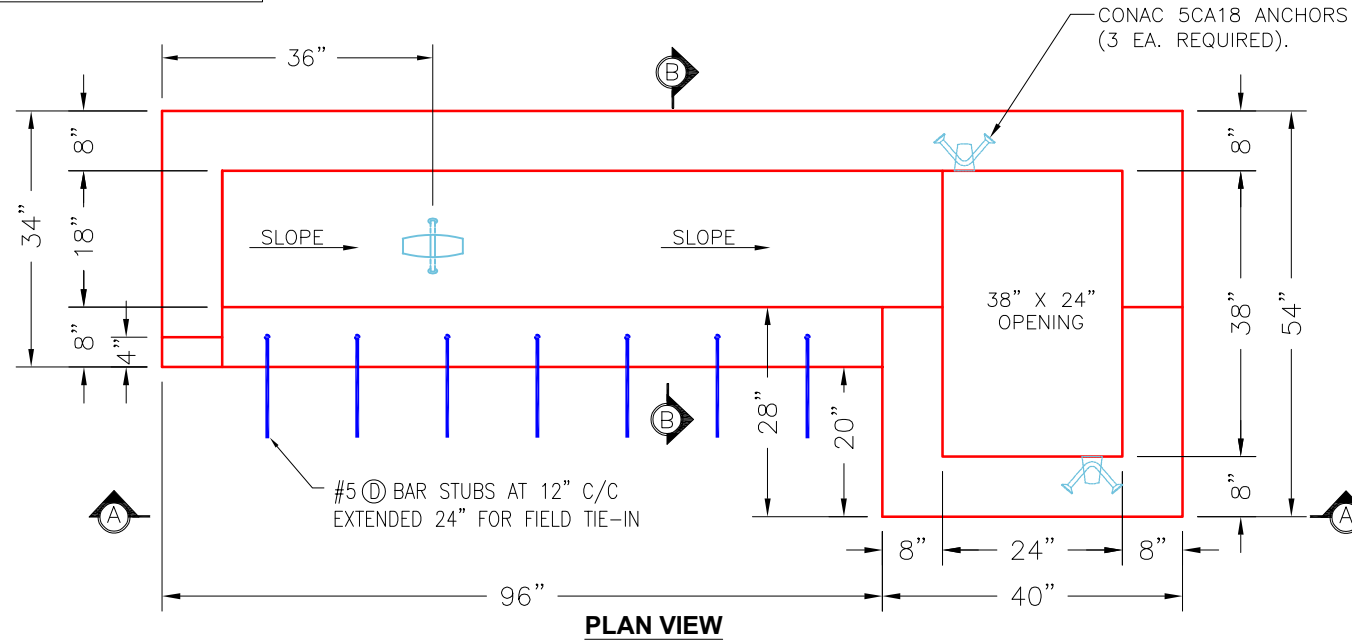 CONAC 5CA18 ANCHORS
(3 EA. REQUIRED).
36”
B
8”
8”
34”
18”
SLOPE
SLOPE
38” X 24”
OPENING
38”
54”
8”
4”
28”
20”
B
8”
#5 D BAR STUBS AT 12" C/C
EXTENDED 24" FOR FIELD TIE-IN
A
A
8”
24”
8”
96”
40”
PLAN VIEW